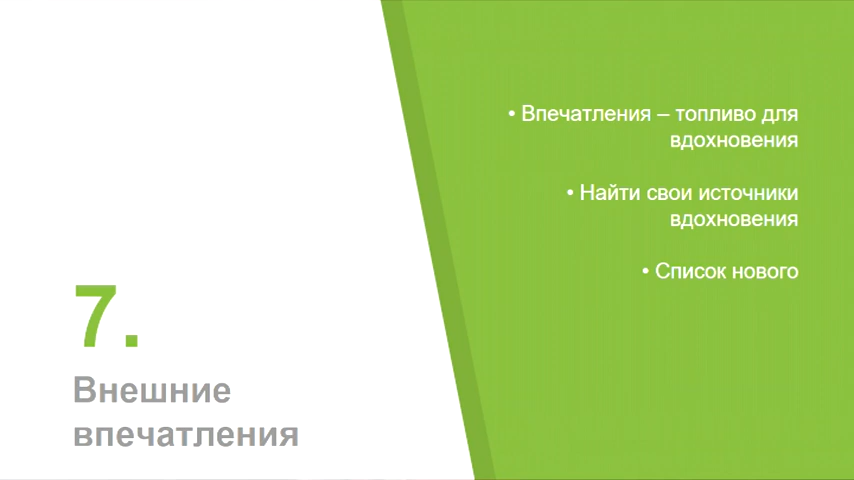 7.
Внешние
впечатления
• Впечатления – топливо для
вдохновения
• Найти свои источники
вдохновения
• Список нового